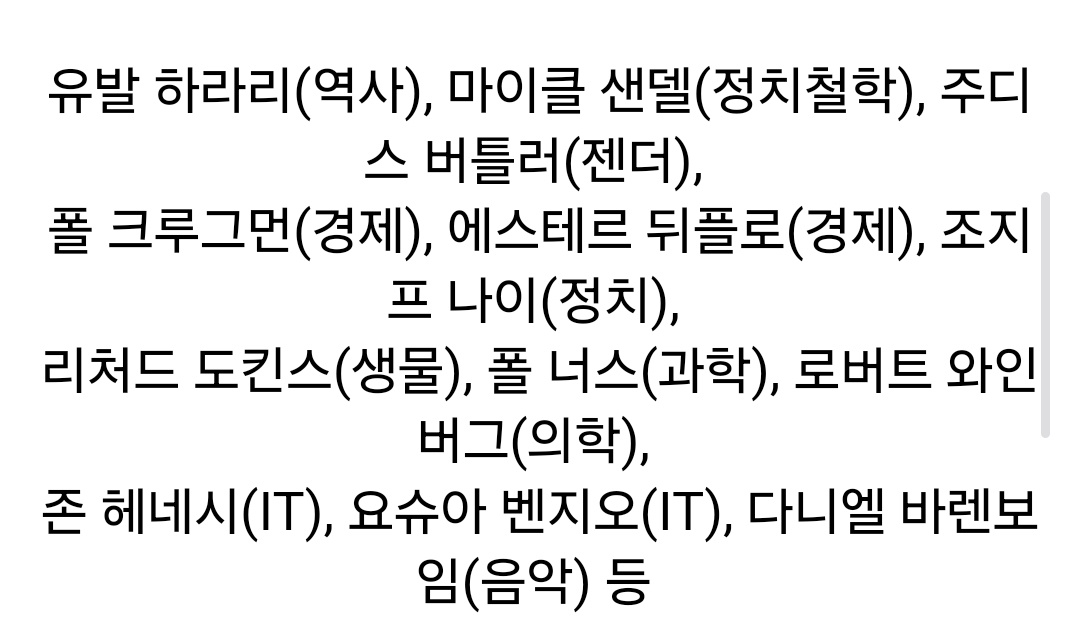 유발 하라리(역사), 마이클 샌델(정치철학), 주디
스 버틀러(젠더),
폴 크루그먼(경제), 에스테르 뒤플로(경제), 조지
프 나이(정치),
리처드 도킨스(생물), 폴 너스(과학), 로버트 와인
버그(의학),
존 헤네시(IT), 요슈아 벤지오(IT), 다니엘 바렌보
임(음악) 등